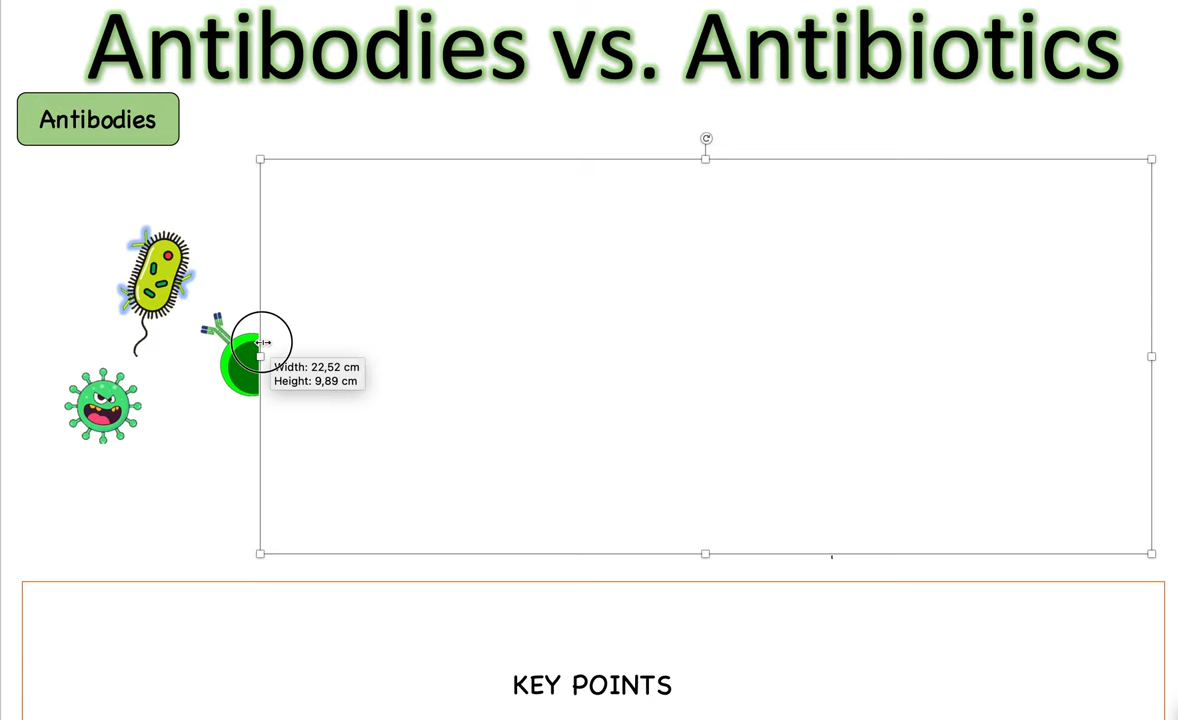 Antibodies vs. Antibiotics
Antibodies
Width: 22,52 cm
Height: 9,89 cm
KEY POINTS